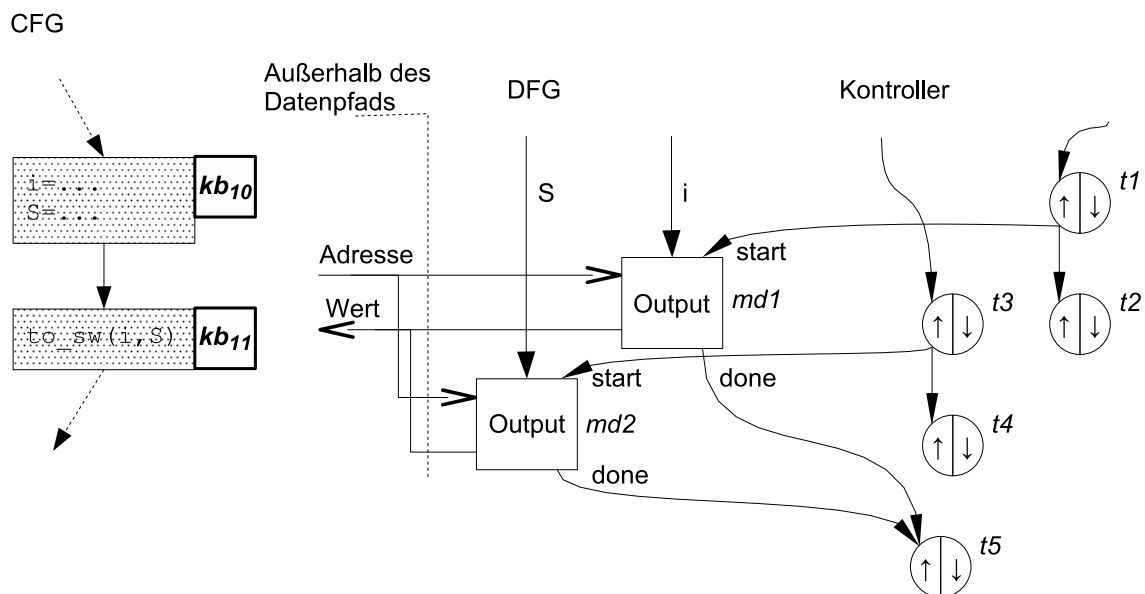 CFG
Außerhalb des
Datenpfads
DFG
Kontroller
i=...
S=...
kb10
S
i
t1
↑ ↓
start
Adresse
Output
md1
Wert
t3
↑ ↓
t2
↑ ↓
to_sw(i,S)
kb11
start
done
Output
md2
t4
↑ ↓
done
t5
↑ ↓